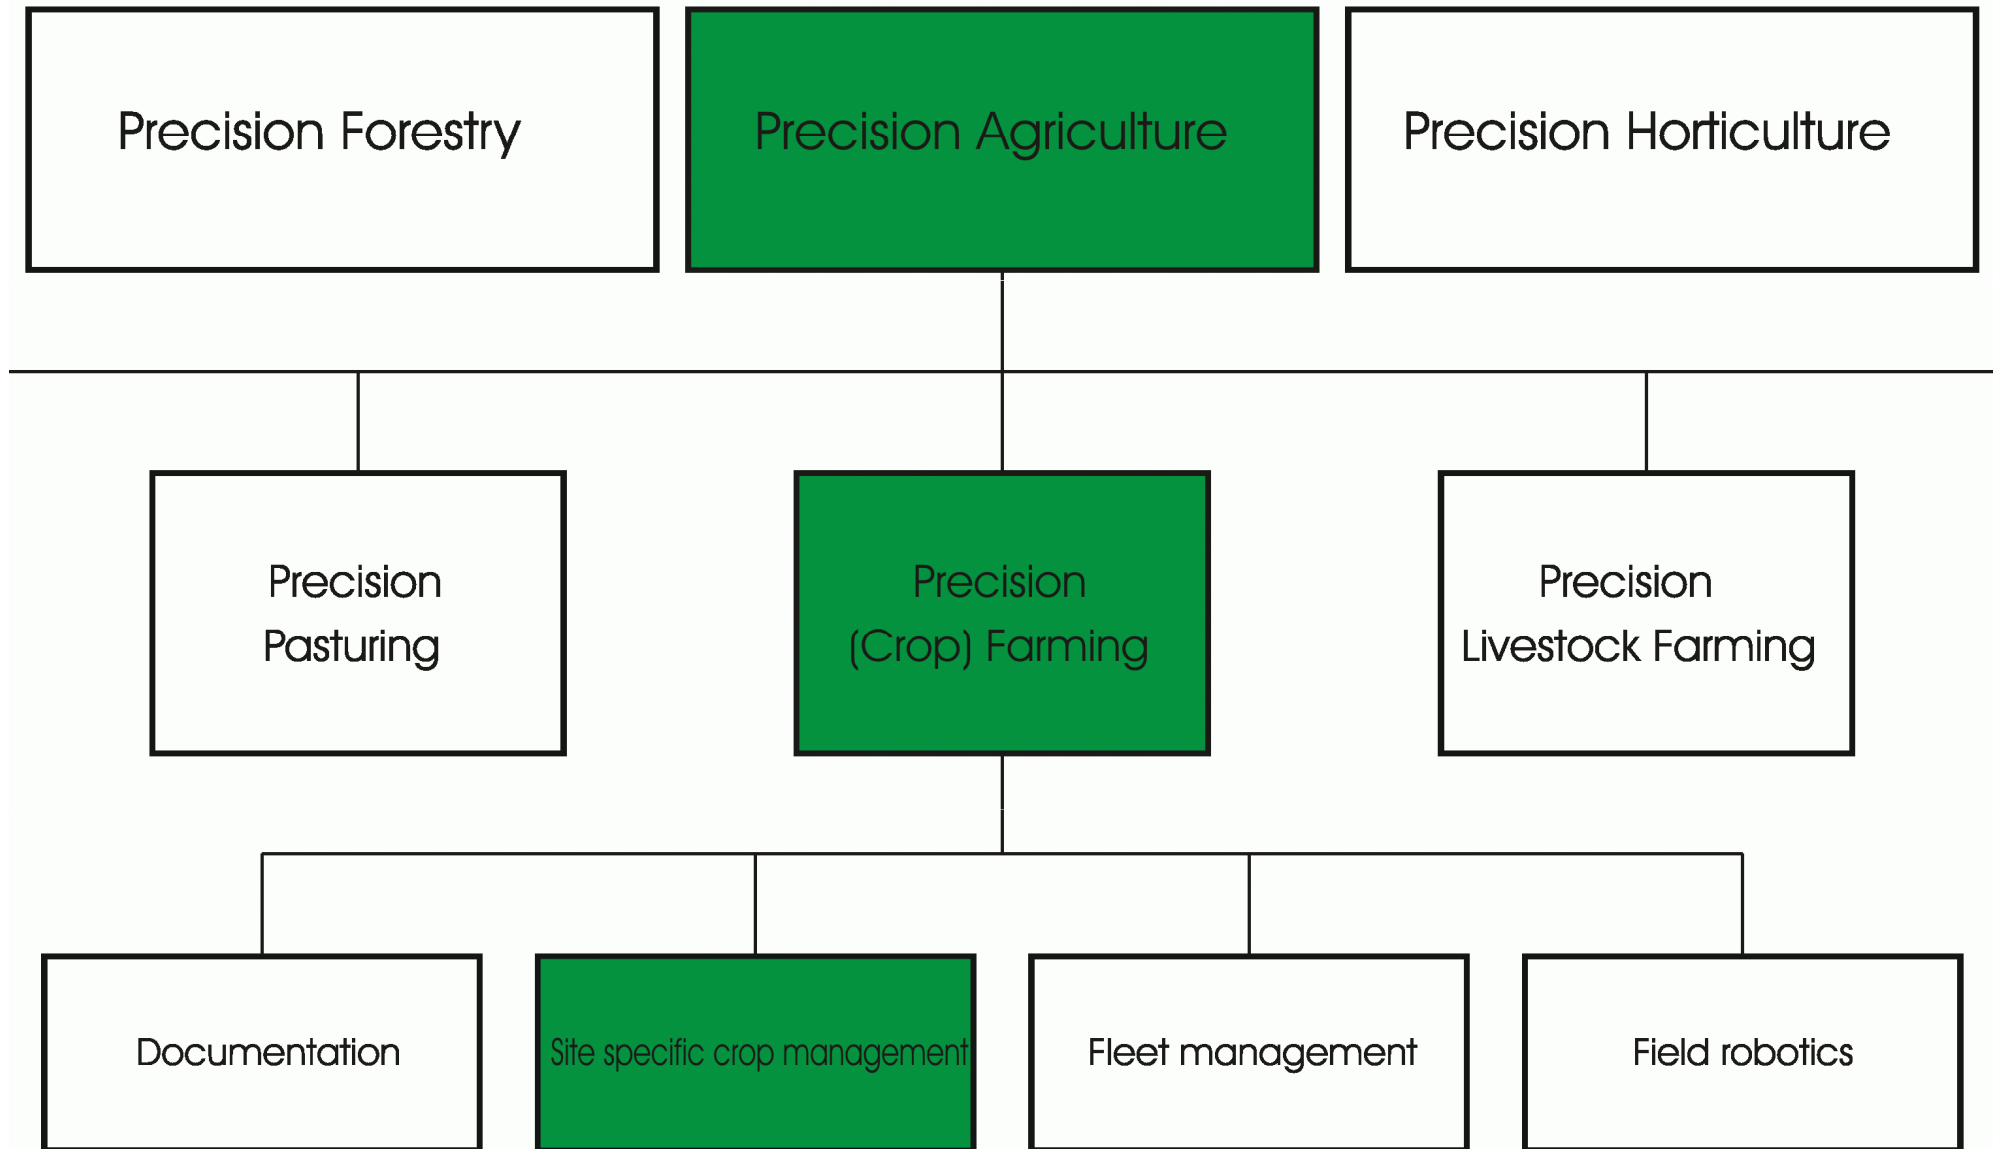 Precision Forestry
Precision Agriculture
Precision Horticulture
Precision
Pasturing
Precision
(Crop) Farming
Precision
Livestock Farming
Documentation
Site specific crop management
Fleet management
Field robotics